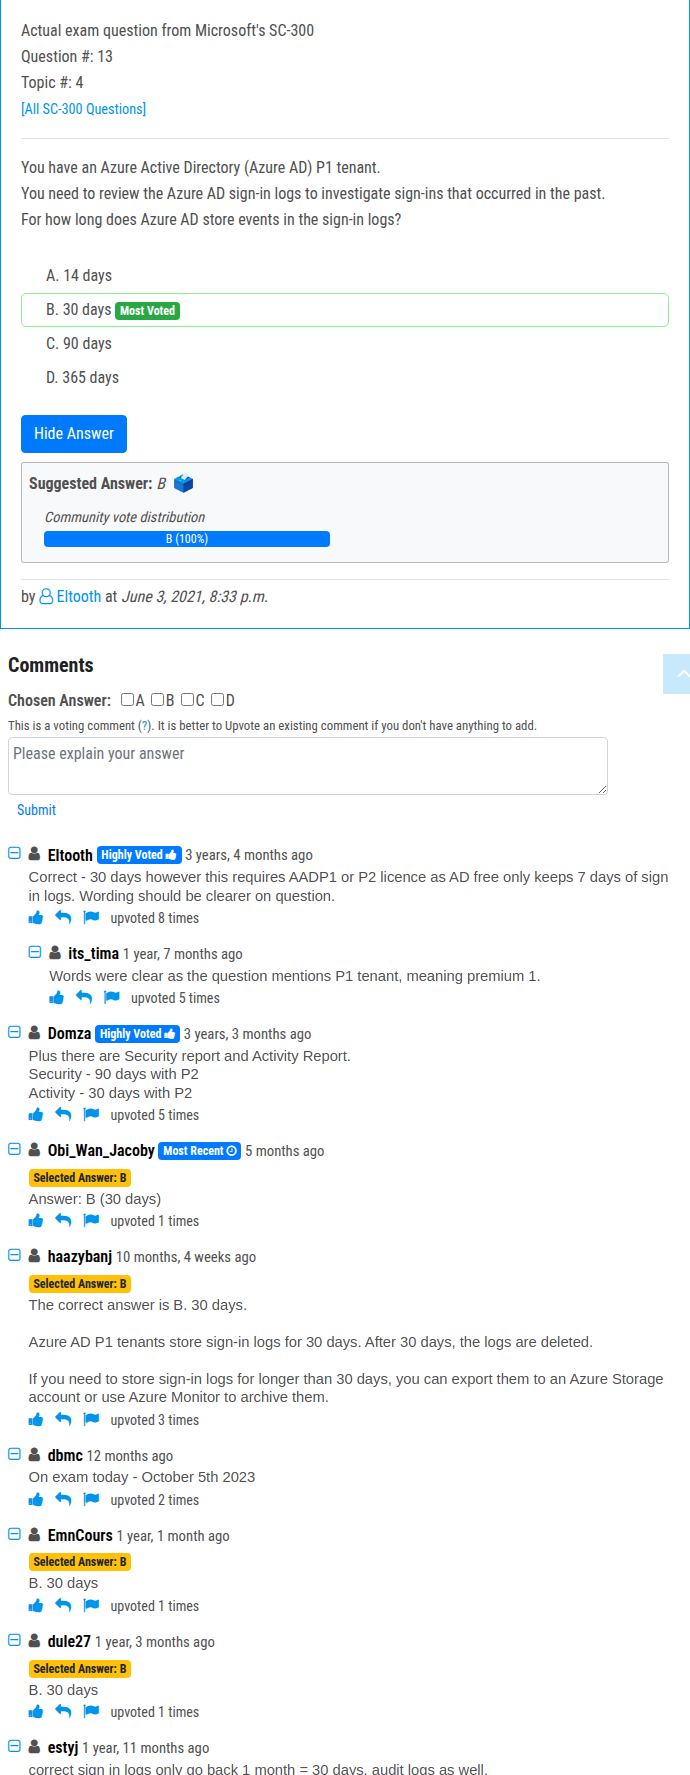 Actual exam question from Microsoft's SC-300
Question #: 13
Topic #: 4
[All SC-300 Questions]
You have an Azure Active Directory (Azure AD) P1 tenant.
You need to review the Azure AD sign-in logs to investigate sign-ins that occurred in the past.
For how long does Azure AD store events in the sign-in logs?
A. 14 days
B. 30 days Most Voted
C. 90 days
D. 365 days
Hide Answer
Suggested Answer: B
Community vote distribution
B (100%)
by Eltooth at June 3, 2021, 8:33 p.m.
Comments
Chosen Answer: A B C D
This is a voting comment (?). It is better to Upvote an existing comment if you don't have anything to add.
Please explain your answer
Submit
Eltooth Highly Voted 3 years, 4 months ago
Correct - 30 days however this requires AADP1 or P2 licence as AD free only keeps 7 days of sign
in logs. Wording should be clearer on question.
upvoted 8 times
its_tima 1 year, 7 months ago
Words were clear as the question mentions P1 tenant, meaning premium 1.
upvoted 5 times
Domza Highly Voted 3 years, 3 months ago
Plus there are Security report and Activity Report.
Security - 90 days with P2
Activity - 30 days with P2
upvoted 5 times
Obi_Wan_Jacoby Most Recent 5 months ago
Selected Answer: B
Answer: B (30 days)
upvoted 1 times
haazybanj 10 months, 4 weeks ago
Selected Answer: B
The correct answer is B. 30 days.
Azure AD P1 tenants store sign-in logs for 30 days. After 30 days, the logs are deleted.
If you need to store sign-in logs for longer than 30 days, you can export them to an Azure Storage
account or use Azure Monitor to archive them.
upvoted 3 times
dbmc 12 months ago
On exam today - October 5th 2023
upvoted 2 times
EmnCours 1 year, 1 month ago
Selected Answer: B
B. 30 days
upvoted 1 times
dule27 1 year, 3 months ago
Selected Answer: B
B. 30 days
upvoted 1 times
estyj 1 year, 11 months ago
correct sign in logs only go back 1 month = 30 days, audit logs as well.